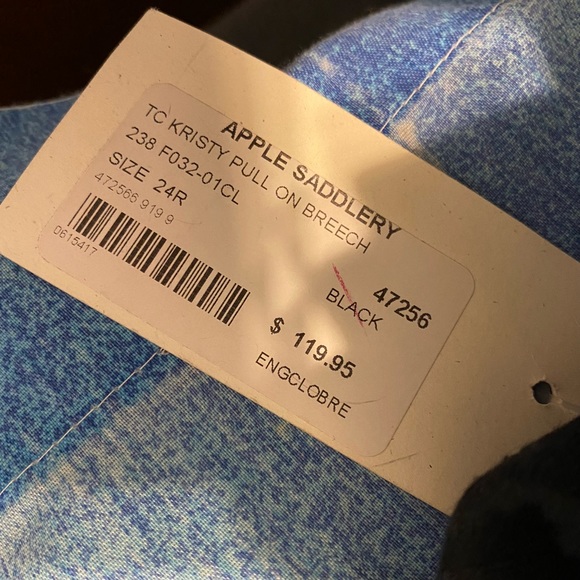 APPLE SADDLERY
TC KRISTY PULL ON BREECH
238 F032-01CL
SIZE 24R
472566 919 9
D615417
47256
BLACK
$ 119.95
ENGCLOBRE